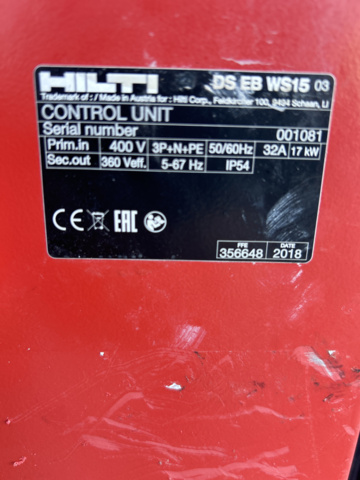 HILTI DS EB WS15 03
Trademark of : / Made in Austria for : Hilti Corp., Feldkircher 100, 9494 Schaan, LI
CONTROL UNIT
Serial number 001081
Prim.in 400 V 3P+N+PE 50/60Hz 32A 17 kW
Sec.out 360 Veff. 5-67 Hz IP54
CE EAC
FFE DATE
356648 2018